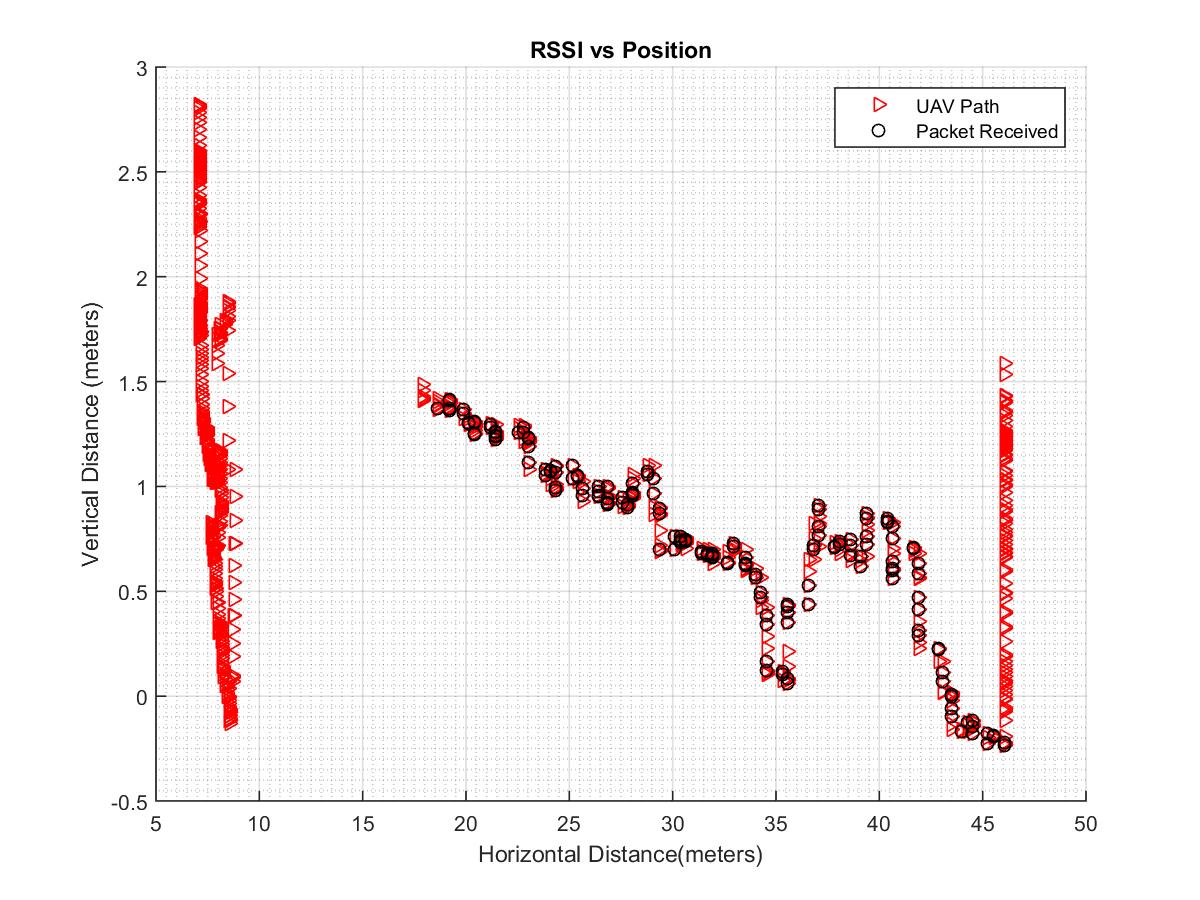 RSSI vs Position
UAV Path
Packet Received
3
2.5
2
1.5
1
0.5
0
-0.5
Vertical Distance (meters)
5 10 15 20 25 30 35 40 45 50
Horizontal Distance(meters)